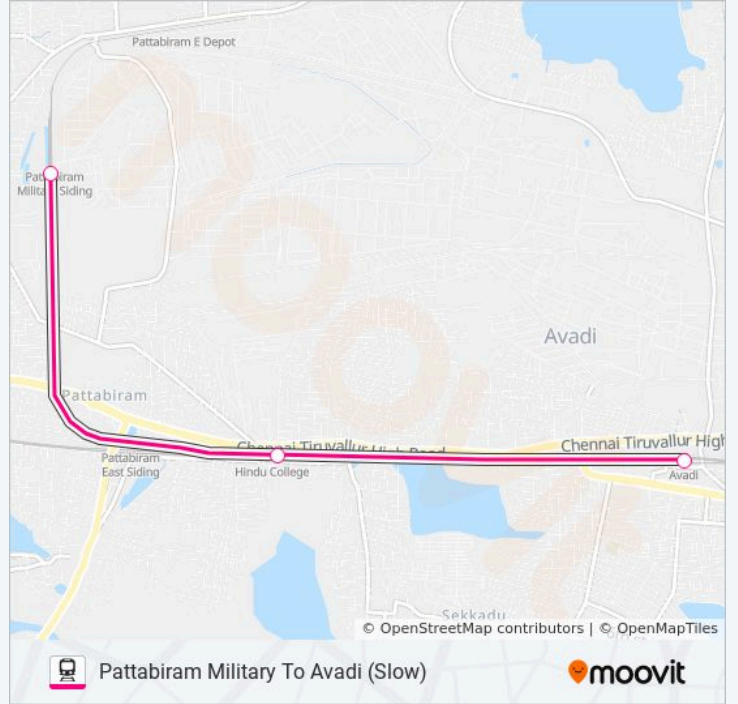 Pattabiram E Depot
Pattabiram
Military Siding
Avadi
Pattabiram
Chennai Tiruvallur High Road
Chennai Tiruvallur High
Pattabiram
East Siding
Hindu College
Avadi
Sekkadu
© OpenStreetMap contributors | © OpenMapTiles
Pattabiram Military To Avadi (Slow)
moovit